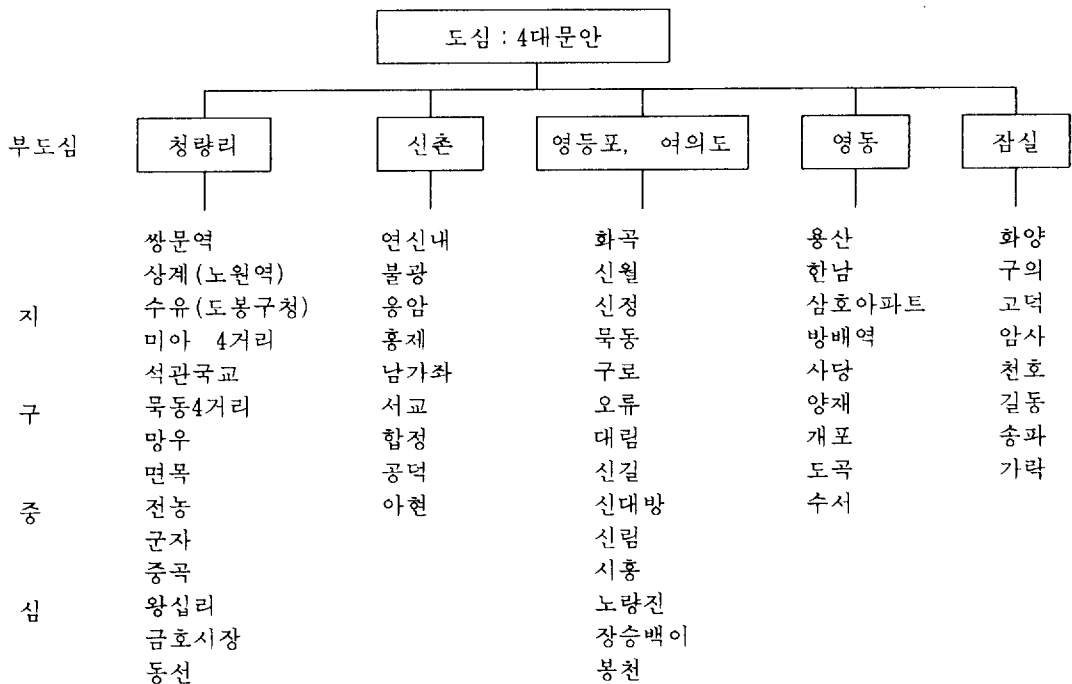 도심 : 4대문안
부도심 청량리 신촌 영등포, 여의도 영동 잠실
쌍문역 연신내 화곡 용산 화양
상계(노원역) 불광 신월 한남 구의
지 수유(도봉구청) 응암 신정 삼호아파트 고덕
미아 4거리 홍제 목동 방배역 암사
석관국교 남가좌 구로 사당 천호
구 묵동4거리 서교 오류 양재 길동
망우 합정 대림 개포 송파
면목 공덕 신길 도곡 가락
중 전농 아현 신대방 수서
군자 신림
중곡 시흥
심 왕십리 노량진
금호시장 장승백이
동선 봉천